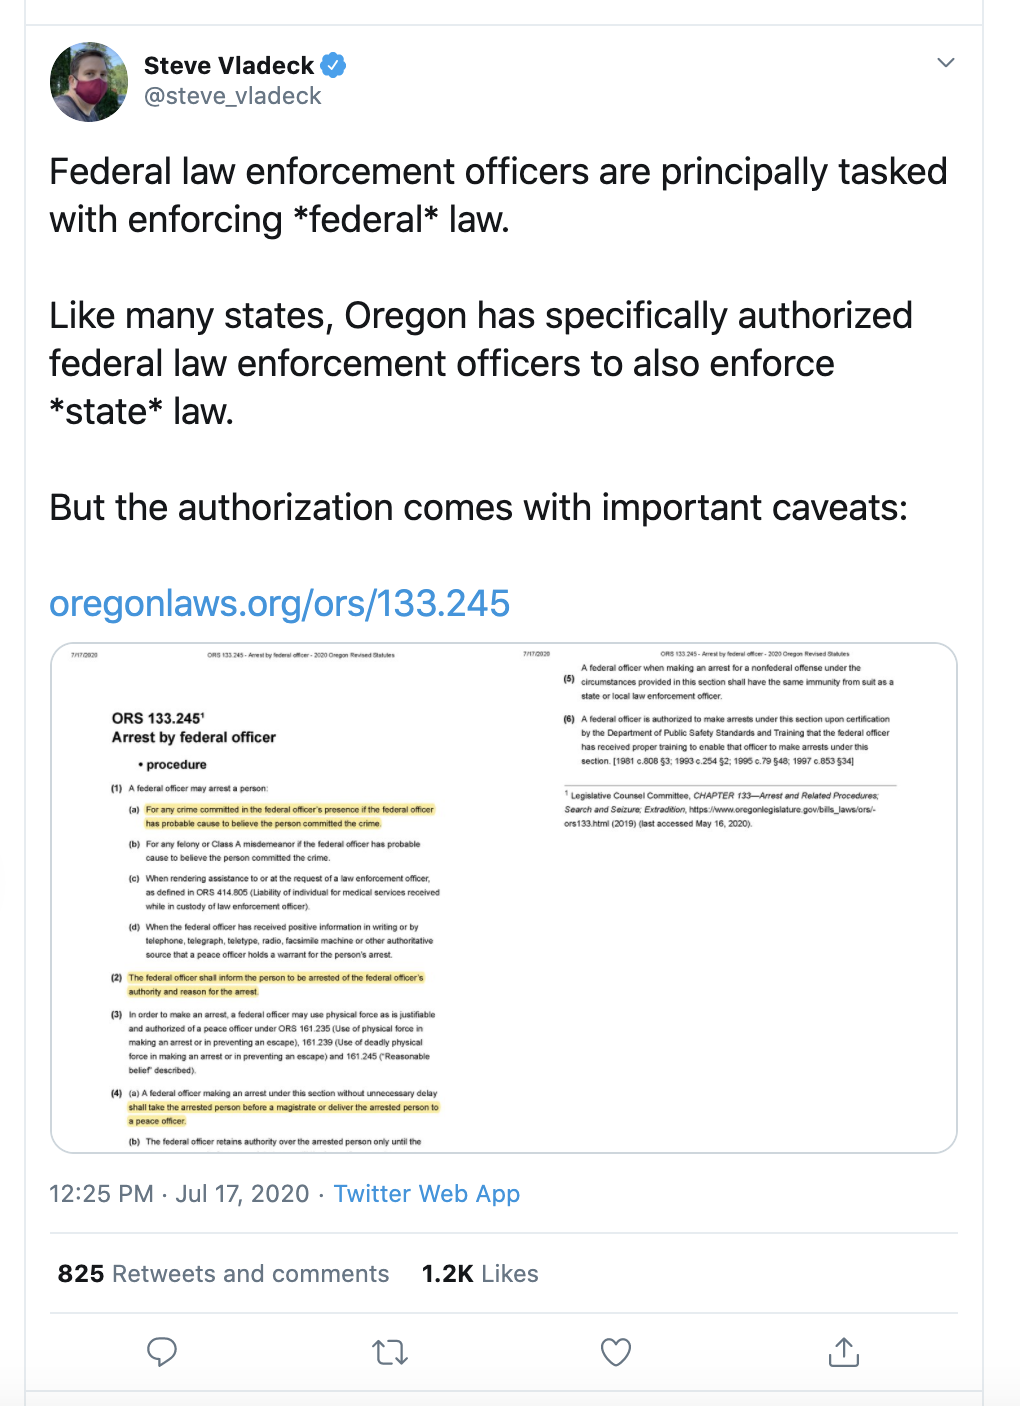 Steve Vladeck
@steve_vladeck
Federal law enforcement officers are principally tasked
with enforcing *federal* law.
Like many states, Oregon has specifically authorized
federal law enforcement officers to also enforce
*state* law.
But the authorization comes with important caveats:
oregonlaws.org/ors/133.245
7/17/2020
ORS 133.245 - Arrest by federal officer - 2020 Oregon Revised Statutes
ORS 133.245¹
Arrest by federal officer
• procedure
(1) A federal officer may arrest a person:
(a) For any crime committed in the federal officer's presence if the federal officer
has probable cause to believe the person committed the crime.
(b) For any felony or Class A misdemeanor if the federal officer has probable
cause to believe the person committed the crime.
(c) When rendering assistance to or at the request of a law enforcement officer,
as defined in ORS 414.805 (Liability of individual for medical services received
while in custody of law enforcement officer).
(d) When the federal officer has received positive information in writing or by
telephone, telegraph, teletype, radio, facsimile machine or other authoritative
source that a peace officer holds a warrant for the person's arrest.
(2) The federal officer shall inform the person to be arrested of the federal officer's
authority and reason for the arrest.
(3) In order to make an arrest, a federal officer may use physical force as is justifiable
and authorized of a peace officer under ORS 161.235 (Use of physical force in
making an arrest or in preventing an escape), 161.239 (Use of deadly physical
force in making an arrest or in preventing an escape) and 161.245 ("Reasonable
belief" described).
(4) (a) A federal officer making an arrest under this section without unnecessary delay
shall take the arrested person before a magistrate or deliver the arrested person to
a peace officer.
(b) The federal officer retains authority over the arrested person only until the
7/17/2020
ORS 133.245 - Arrest by federal officer - 2020 Oregon Revised Statutes
A federal officer when making an arrest for a nonfederal offense under the
(5) circumstances provided in this section shall have the same immunity from suit as a
state or local law enforcement officer.
(6) A federal officer is authorized to make arrests under this section upon certification
by the Department of Public Safety Standards and Training that the federal officer
has received proper training to enable that officer to make arrests under this
section. [1981 c.808 §3; 1993 c.254 §2; 1995 c.79 §48; 1997 c.853 §34]
¹ Legislative Counsel Committee, CHAPTER 133—Arrest and Related Procedures;
Search and Seizure; Extradition, https://www.oregonlegislature.gov/bills_laws/ors/-
ors133.html (2019) (last accessed May 16, 2020).
12:25 PM · Jul 17, 2020 · Twitter Web App
825 Retweets and comments 1.2K Likes